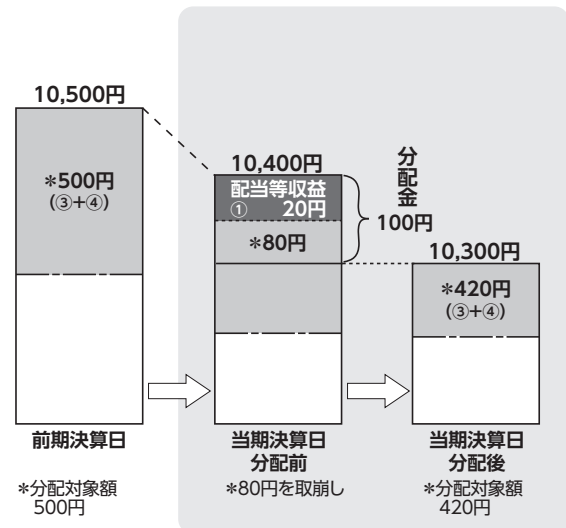 10,500円
*500円
(③+④)
前期決算日
*分配対象額
500円
10,400円
配当等収益
① 20円
*80円
分配金
100円
当期決算日
分配前
*80円を取崩し
10,300円
*420円
(③+④)
当期決算日
分配後
*分配対象額
420円